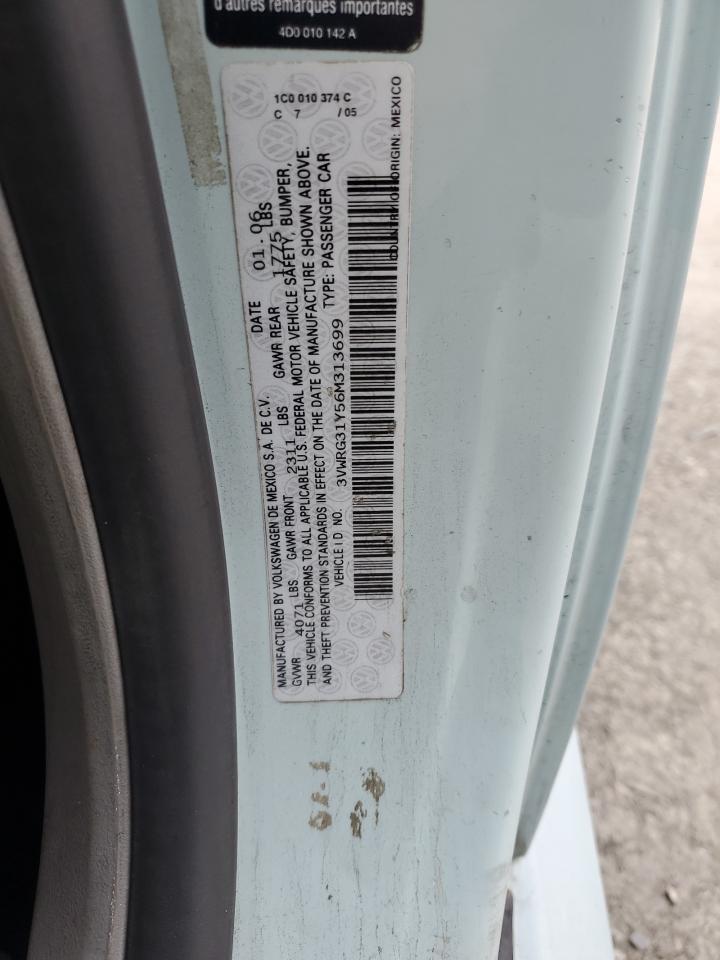 d'autres remarques importantes
4D0 010 142 A
1C0 010 374 C
C 7 / 05
MANUFACTURED BY VOLKSWAGEN DE MEXICO S.A. DE C.V. DATE 01.06
GVWR 4071 LBS GAWR FRONT 2311 LBS GAWR REAR 1775 LBS
THIS VEHICLE CONFORMS TO ALL APPLICABLE U.S. FEDERAL MOTOR VEHICLE SAFETY, BUMPER,
AND THEFT PREVENTION STANDARDS IN EFFECT ON THE DATE OF MANUFACTURE SHOWN ABOVE.
VEHICLE I D NO. 3VWRG31Y56M313699 TYPE: PASSENGER CAR
COUNTRY OF ORIGIN: MEXICO